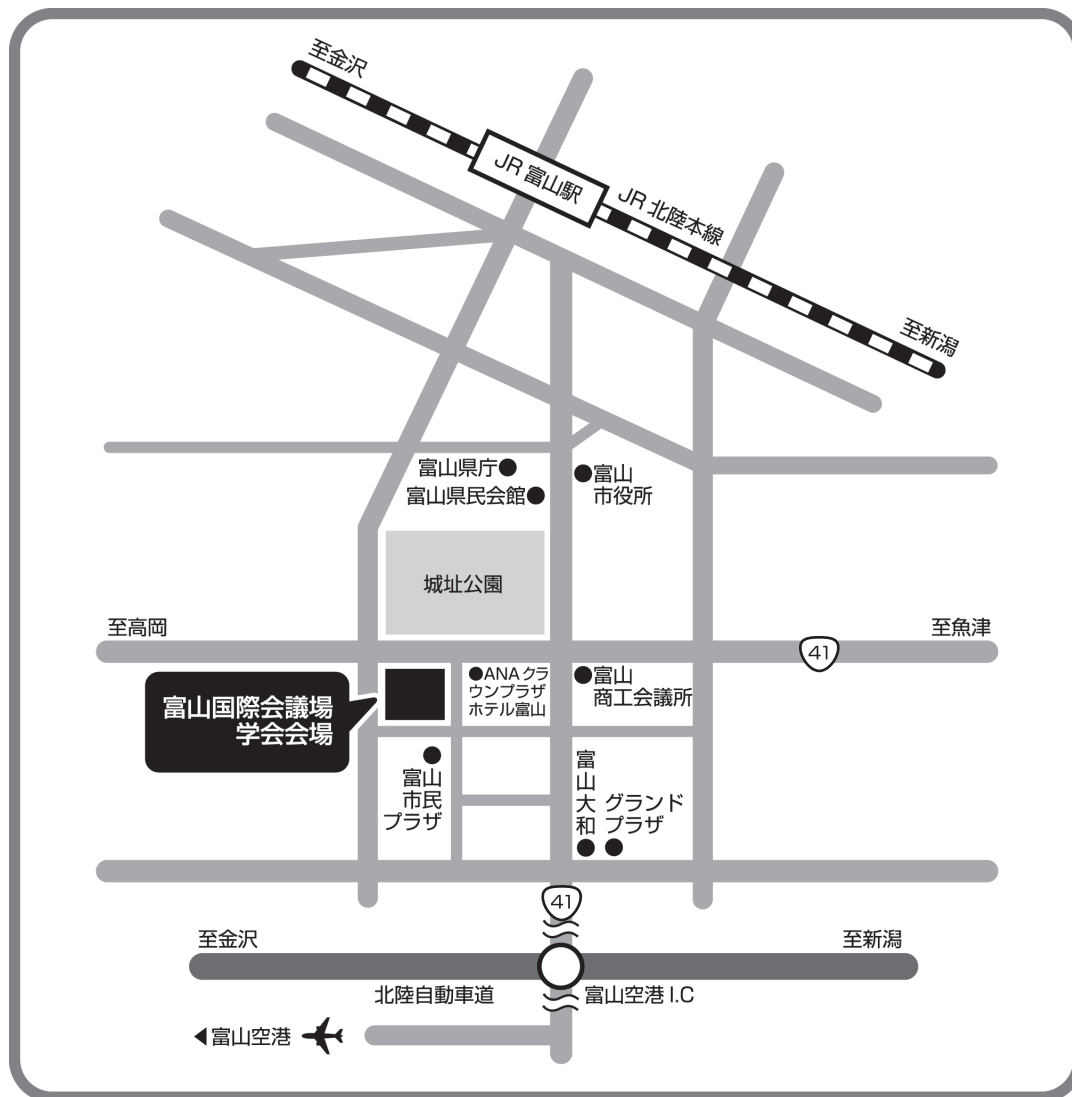 至金沢
JR 富山駅
JR 北陸本線
至新潟
富山県庁
富山県民会館
富山
市役所
城址公園
至高岡
至魚津
41
富山国際会議場
学会会場
ANA クラ
ウンプラザ
ホテル富山
富山
商工会議所
富山
市民
プラザ
富山大和
グランド
プラザ
41
至金沢
至新潟
北陸自動車道
富山空港 I.C
富山空港